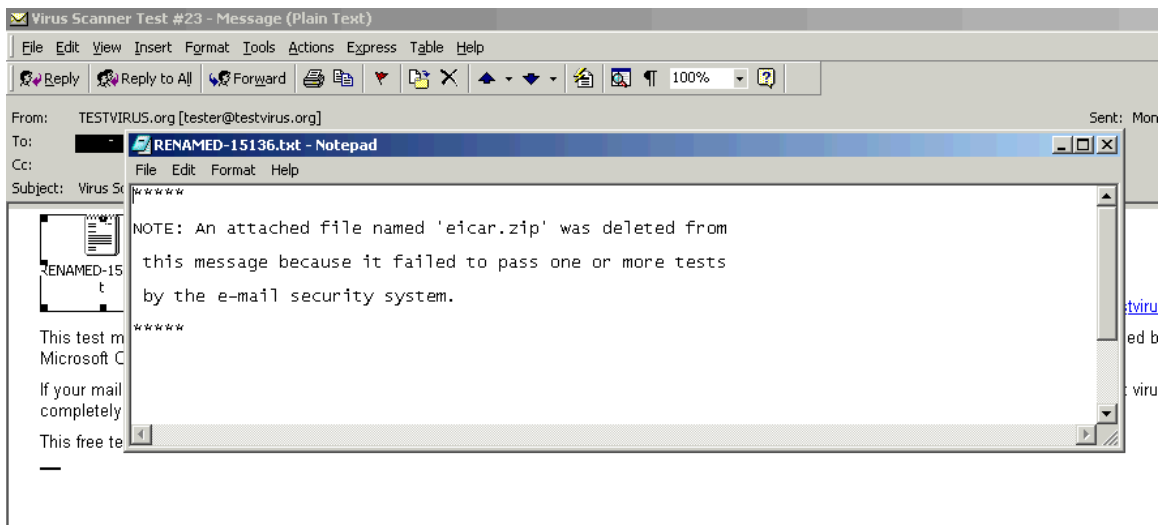 Virus Scanner Test #23 - Message (Plain Text)
File Edit View Insert Format Tools Actions Express Table Help
Reply Reply to All Forward 100%
From: TESTVIRUS.org [tester@testvirus.org] Sent: Mon
To:
Cc:
Subject: Virus
RENAMED-15136.txt - Notepad
File Edit Format Help
*****
NOTE: An attached file named 'eicar.zip' was deleted from
this message because it failed to pass one or more tests
by the e-mail security system.
*****
RENAMED-15
t
This test
Microsoft
If your mail
completely
This free